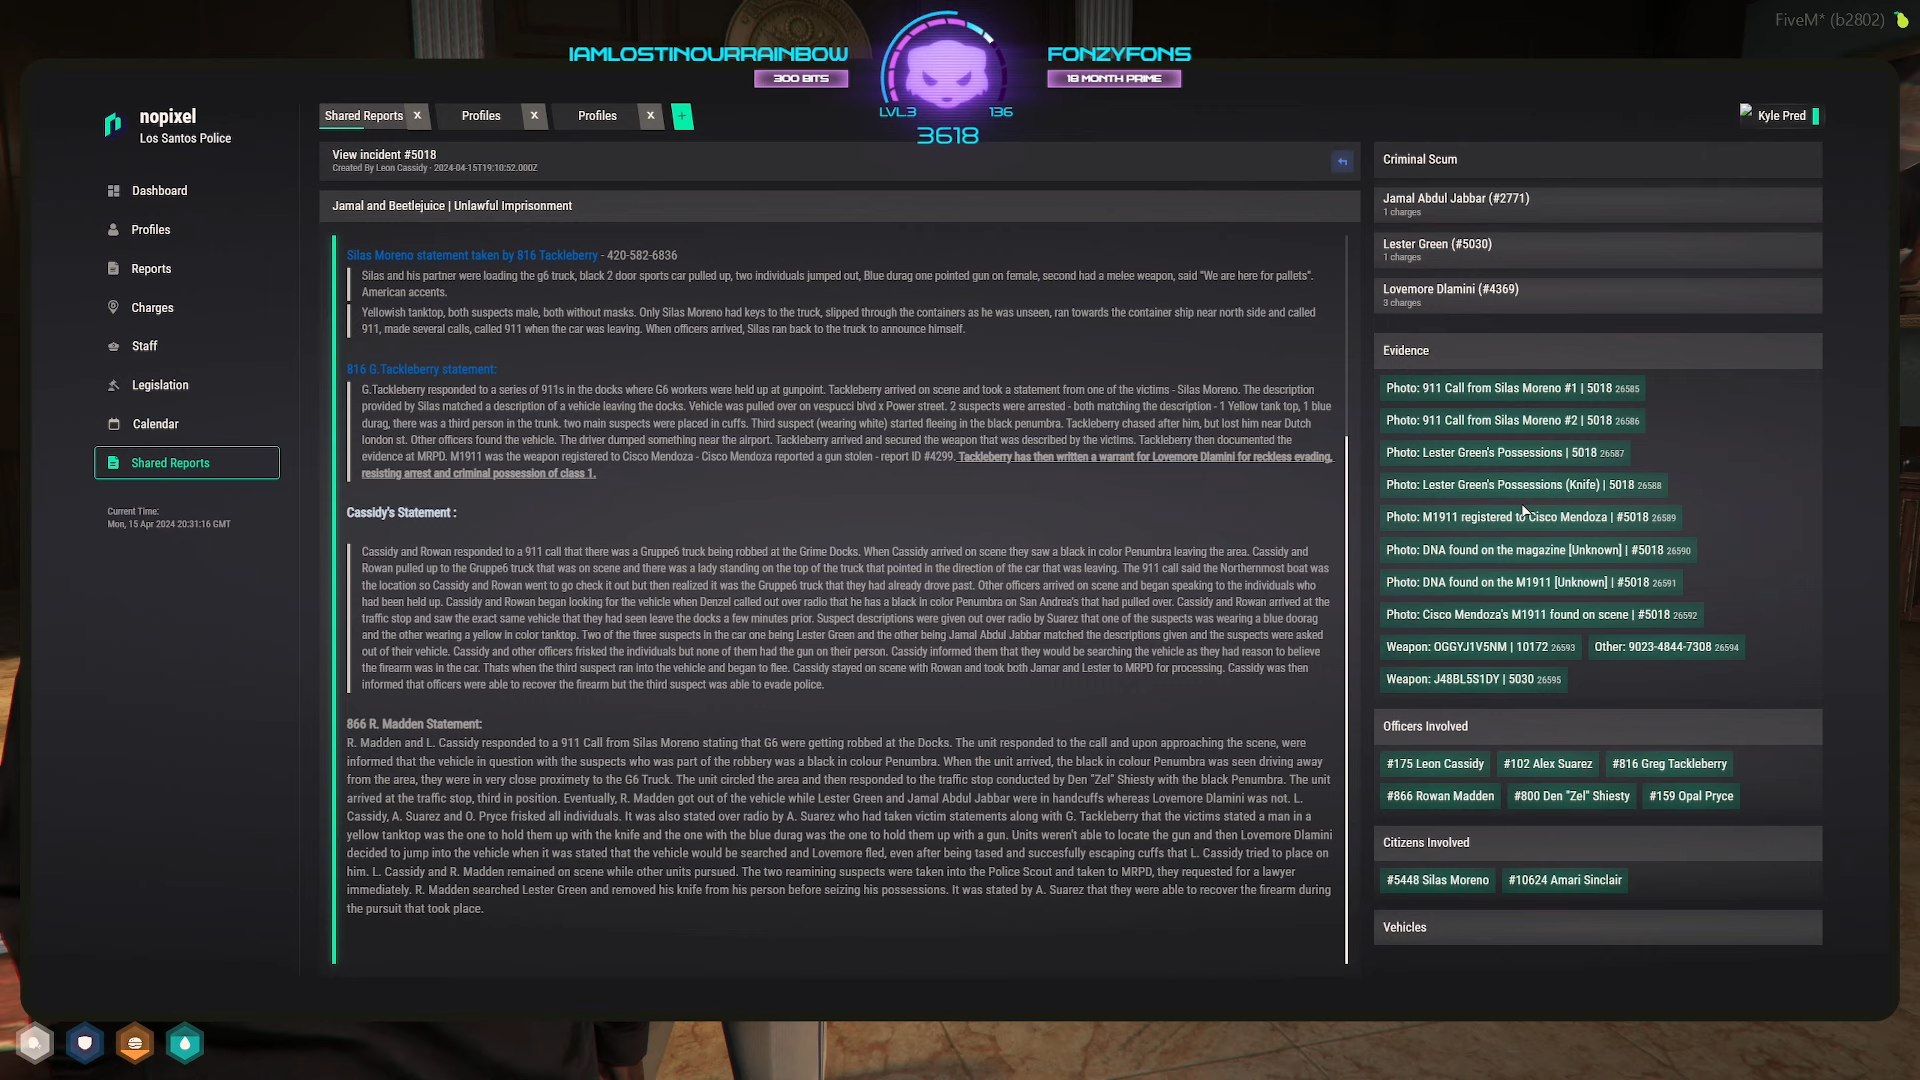 FiveM* (b2802)
IAMLOSTINOURRAINBOW
300 BITS
FONZYFONS
18 MONTH PRIME
LVL3
136
3618
nopixel
Los Santos Police
Shared Reports x
Profiles x
Profiles x
+
Kyle Pred
Dashboard
Profiles
Reports
Charges
Staff
Legislation
Calendar
Shared Reports
Current Time:
Mon, 15 Apr 2024 20:31:16 GMT
View incident #5018
Created By Leon Cassidy - 2024-04-15T19:10:52.000Z
Jamal and Beetlejuice | Unlawful Imprisonment
Silas Moreno statement taken by 816 Tackleberry - 420-582-6836
Silas and his partner were loading the g6 truck, black 2 door sports car pulled up, two individuals jumped out, Blue durag one pointed gun on female, second had a melee weapon, said "We are here for pallets".
American accents.
Yellowish tanktop, both suspects male, both without masks. Only Silas Moreno had keys to the truck, slipped through the containers as he was unseen, ran towards the container ship near north side and called
911, made several calls, called 911 when the car was leaving. When officers arrived, Silas ran back to the truck to announce himself.
816 G.Tackleberry statement:
G.Tackleberry responded to a series of 911s in the docks where G6 workers were held up at gunpoint. Tackleberry arrived on scene and took a statement from one of the victims - Silas Moreno. The description
provided by Silas matched a description of a vehicle leaving the docks. Vehicle was pulled over on vespucci blvd x Power street. 2 suspects were arrested - both matching the description - 1 Yellow tank top, 1 blue
durag, there was a third person in the trunk. two main suspects were placed in cuffs. Third suspect (wearing white) started fleeing in the black penumbra. Tackleberry chased after him, but lost him near Dutch
london st. Other officers found the vehicle. The driver dumped something near the airport. Tackleberry arrived and secured the weapon that was described by the victims. Tackleberry then documented the
evidence at MRPD. M1911 was the weapon registered to Cisco Mendoza - Cisco Mendoza reported a gun stolen - report ID #4299. Tackleberry has then written a warrant for Lovemore Dlamini for reckless evading,
resisting arrest and criminal possession of class 1.
Cassidy's Statement :
Cassidy and Rowan responded to a 911 call that there was a Gruppe6 truck being robbed at the Grime Docks. When Cassidy arrived on scene they saw a black in color Penumbra leaving the area. Cassidy and
Rowan pulled up to the Gruppe6 truck that was on scene and there was a lady standing on the top of the truck that pointed in the direction of the car that was leaving. The 911 call said the Northernmost boat was
the location so Cassidy and Rowan went to go check it out but then realized it was the Gruppe6 truck that they had already drove past. Other officers arrived on scene and began speaking to the individuals who
had been held up. Cassidy and Rowan began looking for the vehicle when Denzel called out over radio that he has a black in color Penumbra on San Andrea's that had pulled over. Cassidy and Rowan arrived at the
traffic stop and saw the exact same vehicle that they had seen leave the docks a few minutes prior. Suspect descriptions were given out over radio by Suarez that one of the suspects was wearing a blue doorag
and the other wearing a yellow in color tanktop. Two of the three suspects in the car one being Lester Green and the other being Jamal Abdul Jabbar matched the descriptions given and the suspects were asked
out of their vehicle. Cassidy and other officers frisked the individuals but none of them had the gun on their person. Cassidy informed them that they would be searching the vehicle as they had reason to believe
the firearm was in the car. Thats when the third suspect ran into the vehicle and began to flee. Cassidy stayed on scene with Rowan and took both Jamar and Lester to MRPD for processing. Cassidy was then
informed that officers were able to recover the firearm but the third suspect was able to evade police.
866 R. Madden Statement:
R. Madden and L. Cassidy responded to a 911 Call from Silas Moreno stating that G6 were getting robbed at the Docks. The unit responded to the call and upon approaching the scene, were
informed that the vehicle in question with the suspects who was part of the robbery was a black in colour Penumbra. When the unit arrived, the black in colour Penumbra was seen driving away
from the area, they were in very close proximety to the G6 Truck. The unit circled the area and then responded to the traffic stop conducted by Den "Zel" Shiesty with the black Penumbra. The unit
arrived at the traffic stop, third in position. Eventually, R. Madden got out of the vehicle while Lester Green and Jamal Abdul Jabbar were in handcuffs whereas Lovemore Dlamini was not. L.
Cassidy, A. Suarez and O. Pryce frisked all individuals. It was also stated over radio by A. Suarez who had taken victim statements along with G. Tackleberry that the victims stated a man in a
yellow tanktop was the one to hold them up with the knife and the one with the blue durag was the one to hold them up with a gun. Units weren't able to locate the gun and then Lovemore Dlamini
decided to jump into the vehicle when it was stated that the vehicle would be searched and Lovemore fled, even after being tased and succesfully escaping cuffs that L. Cassidy tried to place on
him. L. Cassidy and R. Madden remained on scene while other units pursued. The two reamining suspects were taken into the Police Scout and taken to MRPD, they requested for a lawyer
immediately. R. Madden searched Lester Green and removed his knife from his person before seizing his possessions. It was stated by A. Suarez that they were able to recover the firearm during
the pursuit that took place.
Criminal Scum
Jamal Abdul Jabbar (#2771)
1 charges
Lester Green (#5030)
1 charges
Lovemore Dlamini (#4369)
3 charges
Evidence
Photo: 911 Call from Silas Moreno #1 | 5018 26585
Photo: 911 Call from Silas Moreno #2 | 5018 26586
Photo: Lester Green's Possessions | 5018 26587
Photo: Lester Green's Possessions (Knife) | 5018 26588
Photo: M1911 registered to Cisco Mendoza | #5018 26589
Photo: DNA found on the magazine [Unknown] | #5018 26590
Photo: DNA found on the M1911 [Unknown] | #5018 26591
Photo: Cisco Mendoza's M1911 found on scene | #5018 26592
Weapon: OGGYJ1V5NM | 10172 26593 Other: 9023-4844-7308 26594
Weapon: J48BL5S1DY | 5030 26595
Officers Involved
#175 Leon Cassidy #102 Alex Suarez #816 Greg Tackleberry
#866 Rowan Madden #800 Den "Zel" Shiesty #159 Opal Pryce
Citizens Involved
#5448 Silas Moreno #10624 Amari Sinclair
Vehicles